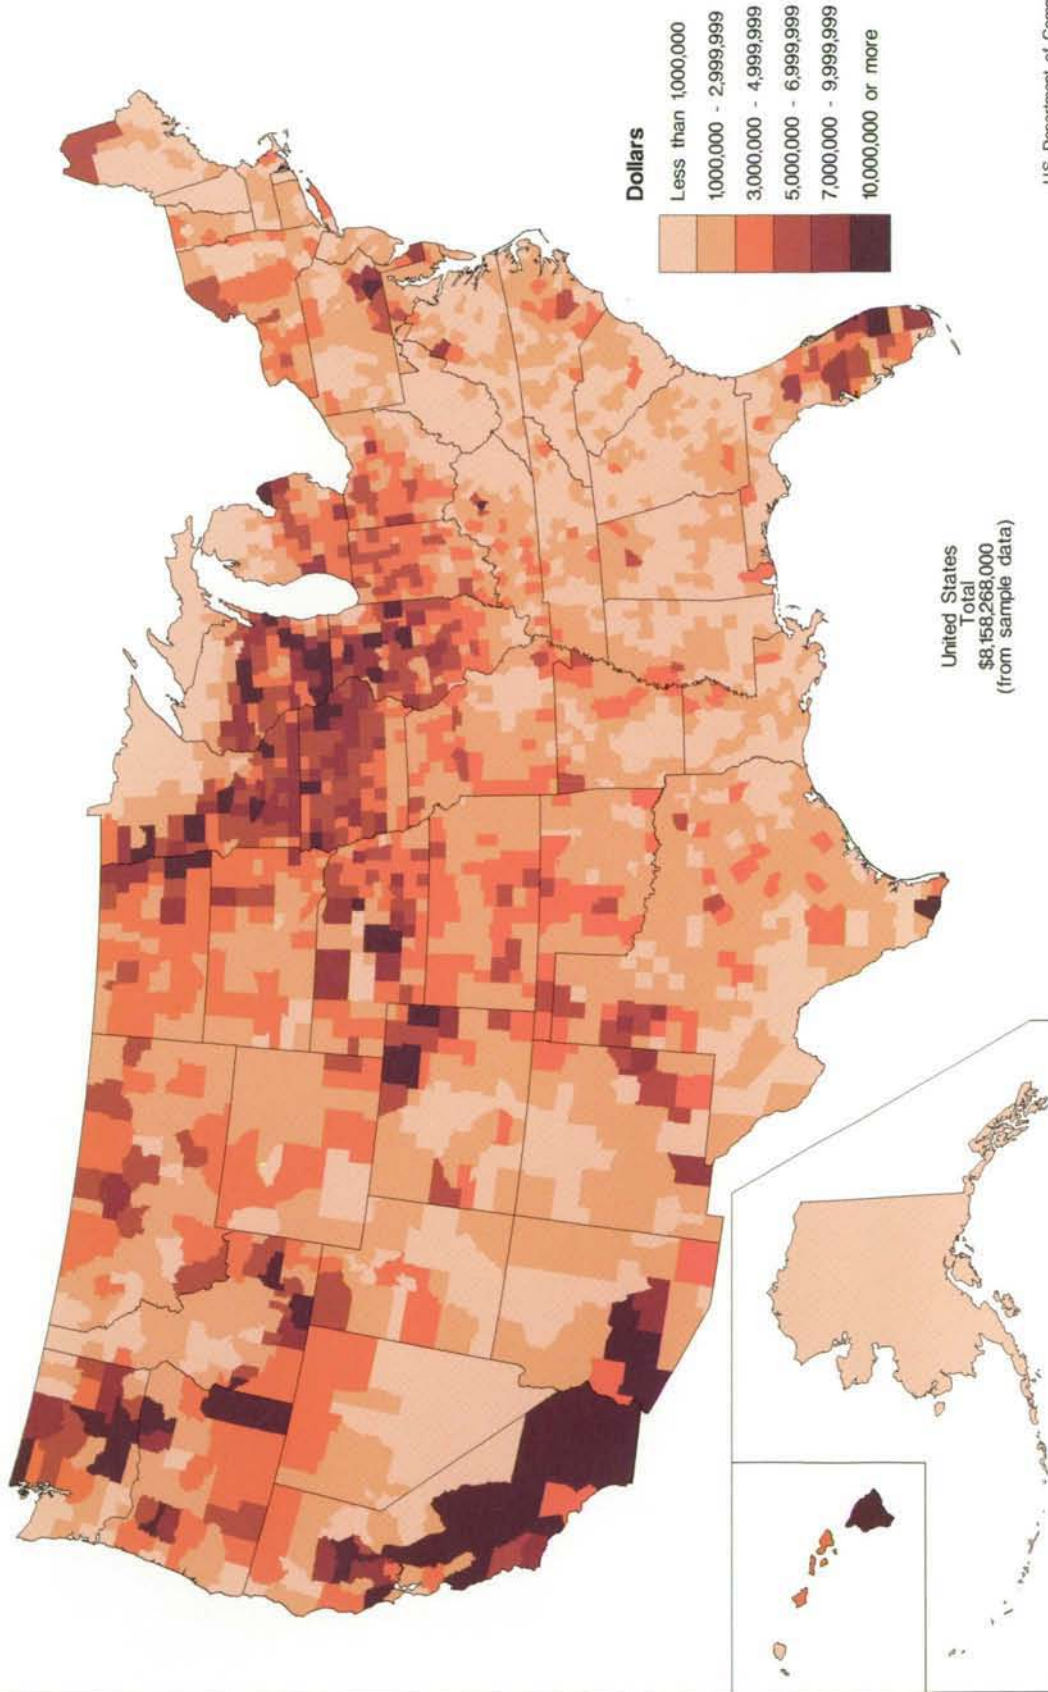 Dollars
Less than 1,000,000
1,000,000 - 2,999,999
3,000,000 - 4,999,999
5,000,000 - 6,999,999
7,000,000 - 9,999,999
10,000,000 or more
United States
Total
$8,158,268,000
(from sample data)
U.S. Department of